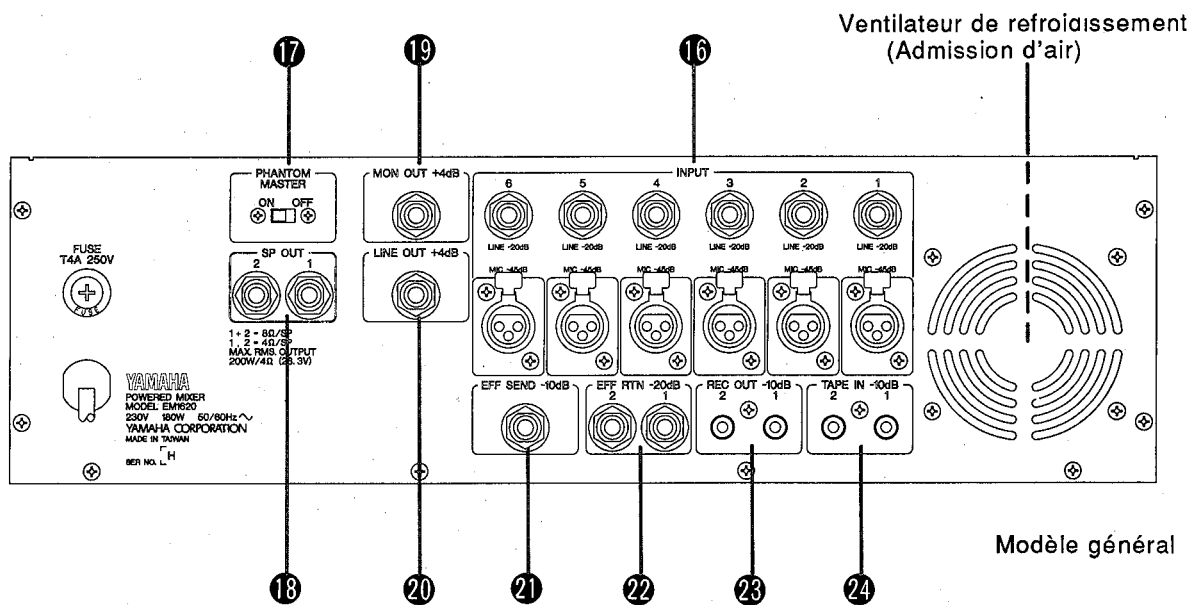 Ventilateur de refroidissement
(Admission d'air)
17
19
16
PHANTOM
MASTER
ON OFF
MON OUT +4dB
INPUT
6 5 4 3 2 1
LINE -20dB LINE -20dB LINE -20dB LINE -20dB LINE -20dB LINE -20dB
FUSE
T4A 250V
FUSE
SP OUT
2 1
LINE OUT +4dB
MIC -45dB MIC -45dB MIC -45dB MIC -45dB MIC -45dB MIC -45dB
1 + 2 = 8Ω/SP
1 , 2 = 4Ω/SP
MAX. RMS. OUTPUT
200W/4Ω (28.3V)
YAMAHA
POWERED MIXER
MODEL EM1620
230V 180W 50/60Hz
YAMAHA CORPORATION
MADE IN TAIWAN
SER NO. H
EFF SEND -10dB
EFF RTN -20dB
2 1
REC OUT -10dB
2 1
TAPE IN -10dB
2 1
Modèle général
18
20
21
22
23
24